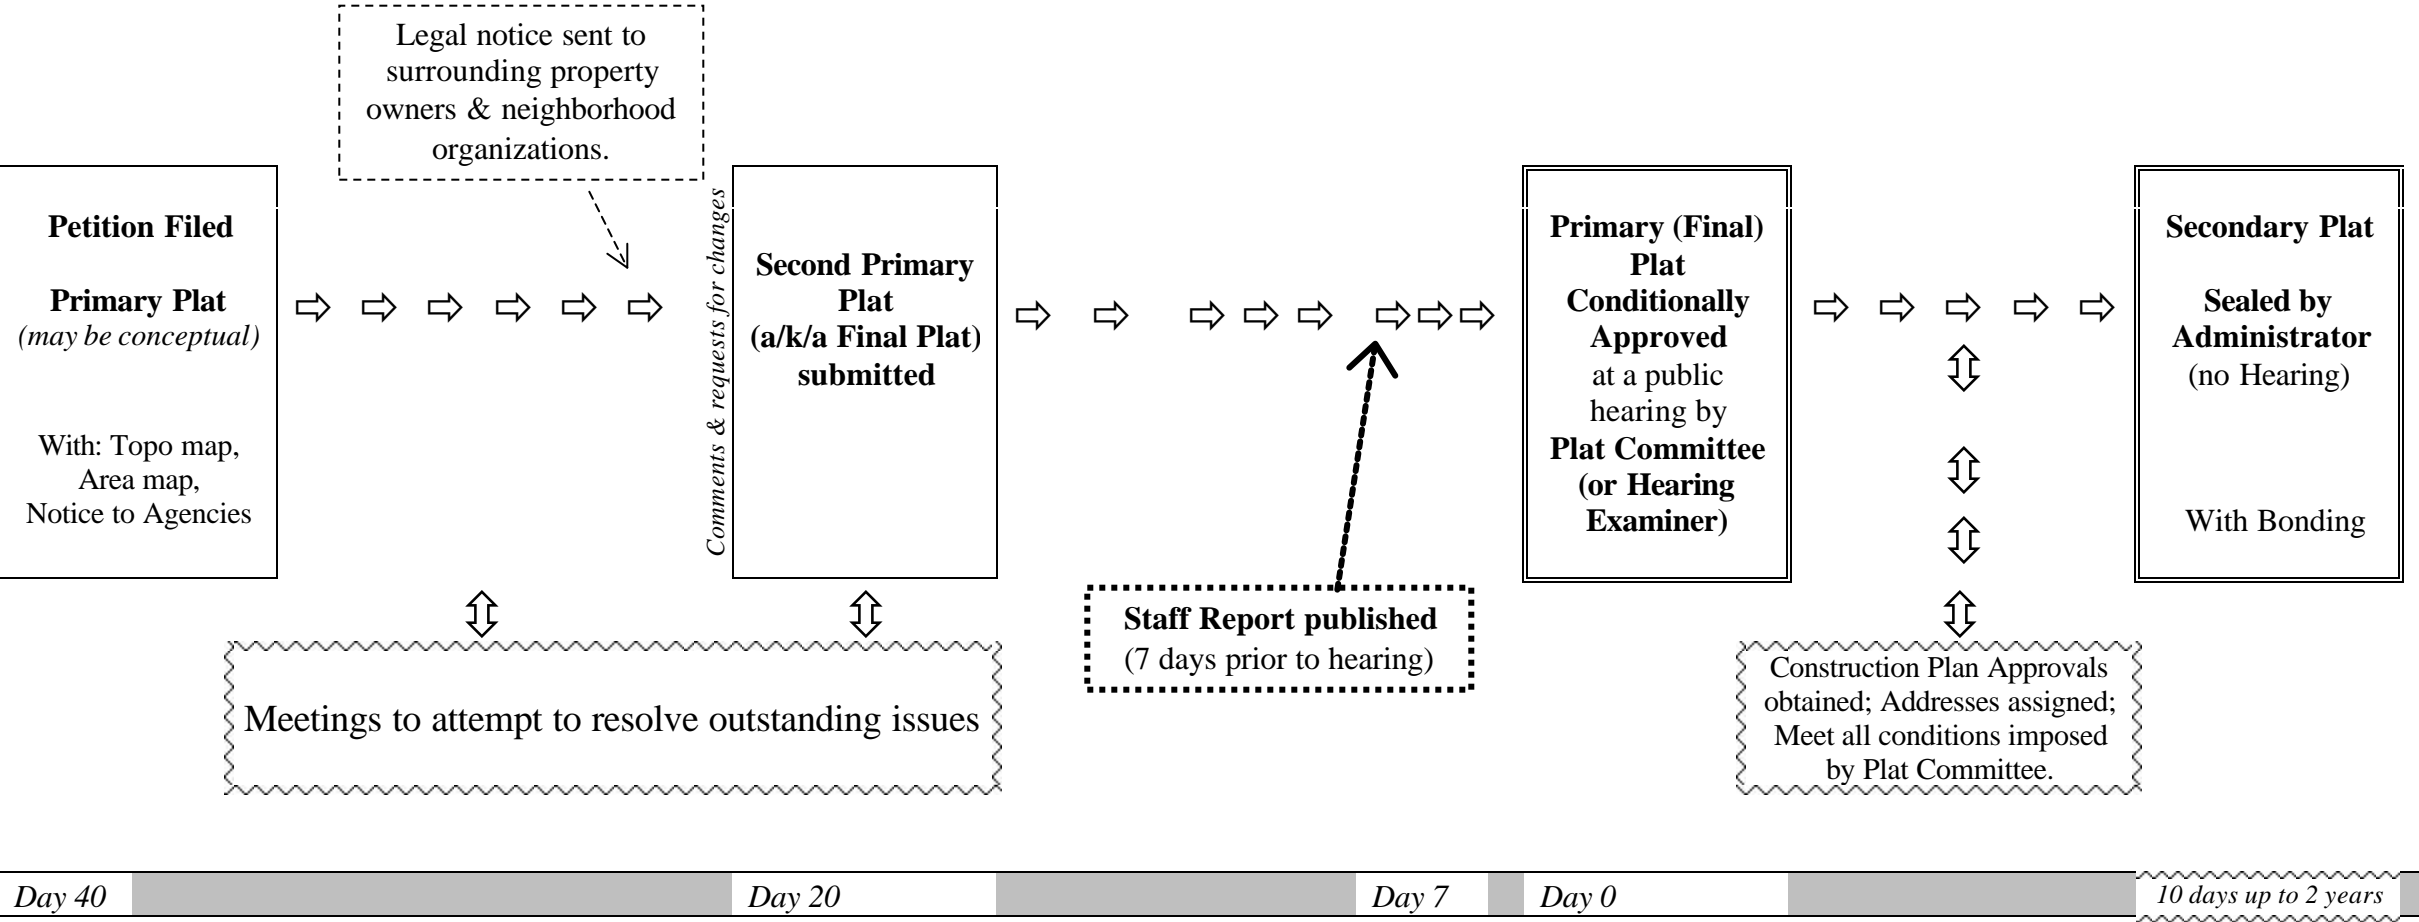 Legal notice sent to
surrounding property
owners & neighborhood
organizations.
Petition Filed
Primary Plat
(may be conceptual)
With: Topo map,
Area map,
Notice to Agencies
Comments & requests for changes
Second Primary
Plat
(a/k/a Final Plat)
submitted
Primary (Final)
Plat
Conditionally
Approved
at a public
hearing by
Plat Committee
(or Hearing
Examiner)
Secondary Plat
Sealed by
Administrator
(no Hearing)
With Bonding
Meetings to attempt to resolve outstanding issues
Staff Report published
(7 days prior to hearing)
Construction Plan Approvals
obtained; Addresses assigned;
Meet all conditions imposed
by Plat Committee.
Day 40
Day 20
Day 7
Day 0
10 days up to 2 years